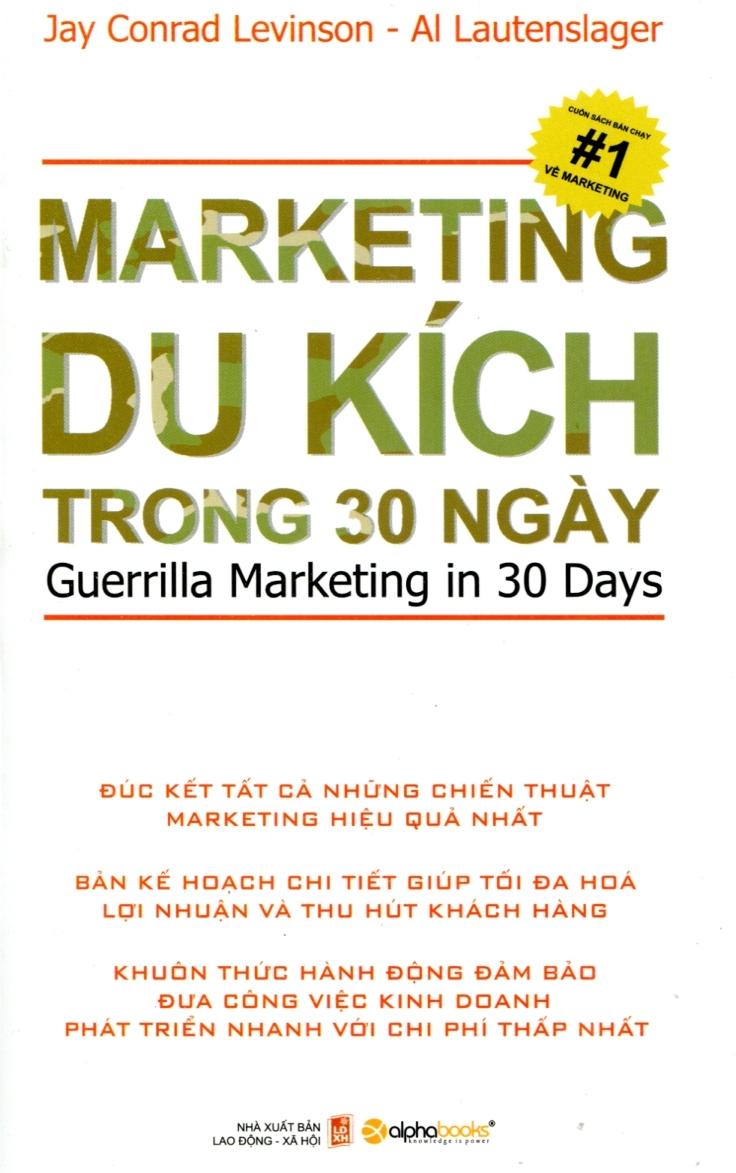 Jay Conrad Levinson - Al Lautenslager
CUỐN SÁCH BÁN CHẠY
#1
VỀ MARKETING
MARKETING
DU KÍCH
TRONG 30 NGÀY
Guerrilla Marketing in 30 Days
ĐÚC KẾT TẤT CẢ NHỮNG CHIẾN THUẬT
MARKETING HIỆU QUẢ NHẤT
BẢN KẾ HOẠCH CHI TIẾT GIÚP TỐI ĐA HOÁ
LỢI NHUẬN VÀ THU HÚT KHÁCH HÀNG
KHUÔN THỨC HÀNH ĐỘNG ĐẢM BẢO
ĐƯA CÔNG VIỆC KINH DOANH
PHÁT TRIỂN NHANH VỚI CHI PHÍ THẤP NHẤT
NHÀ XUẤT BẢN
LAO ĐỘNG - XÃ HỘI
LĐ
XH
alphabooks®
knowledge is power